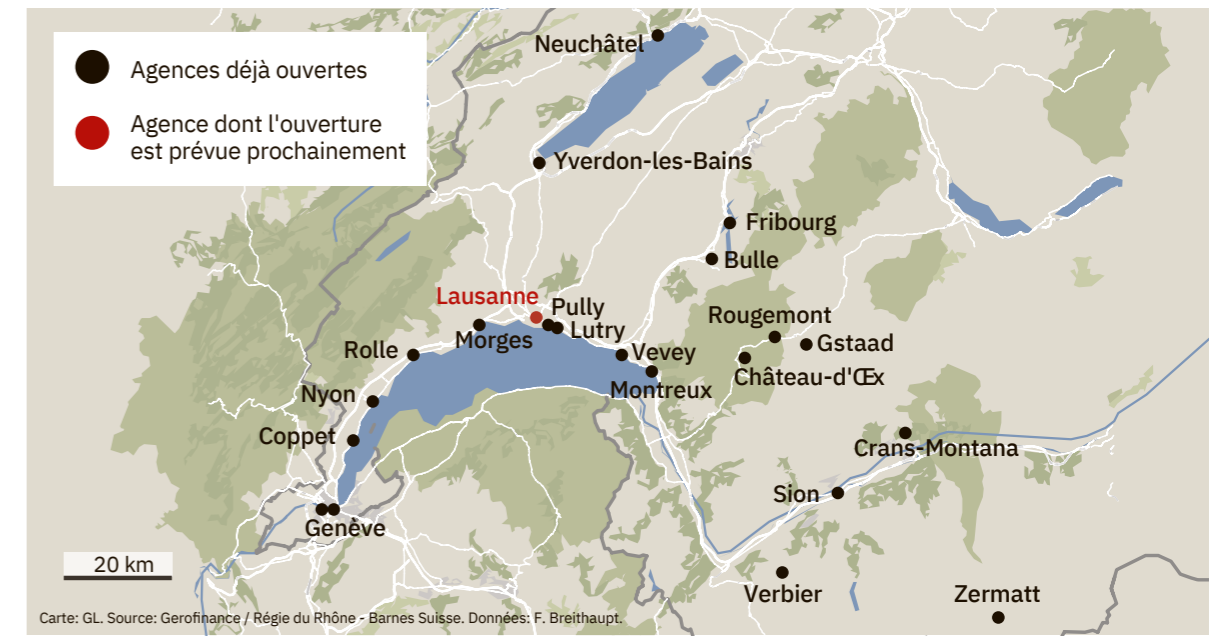 Agences déjà ouvertes
Agence dont l'ouverture
est prévue prochainement
Neuchâtel
Yverdon-les-Bains
Fribourg
Bulle
Lausanne
Pully
Lutry
Morges
Rolle
Vevey
Montreux
Rougemont
Gstaad
Château-d'Œx
Nyon
Coppet
Genève
Crans-Montana
Sion
Verbier
Zermatt
20 km
Carte: GL. Source: Gerofinance / Régie du Rhône - Barnes Suisse. Données: F. Breithaupt.